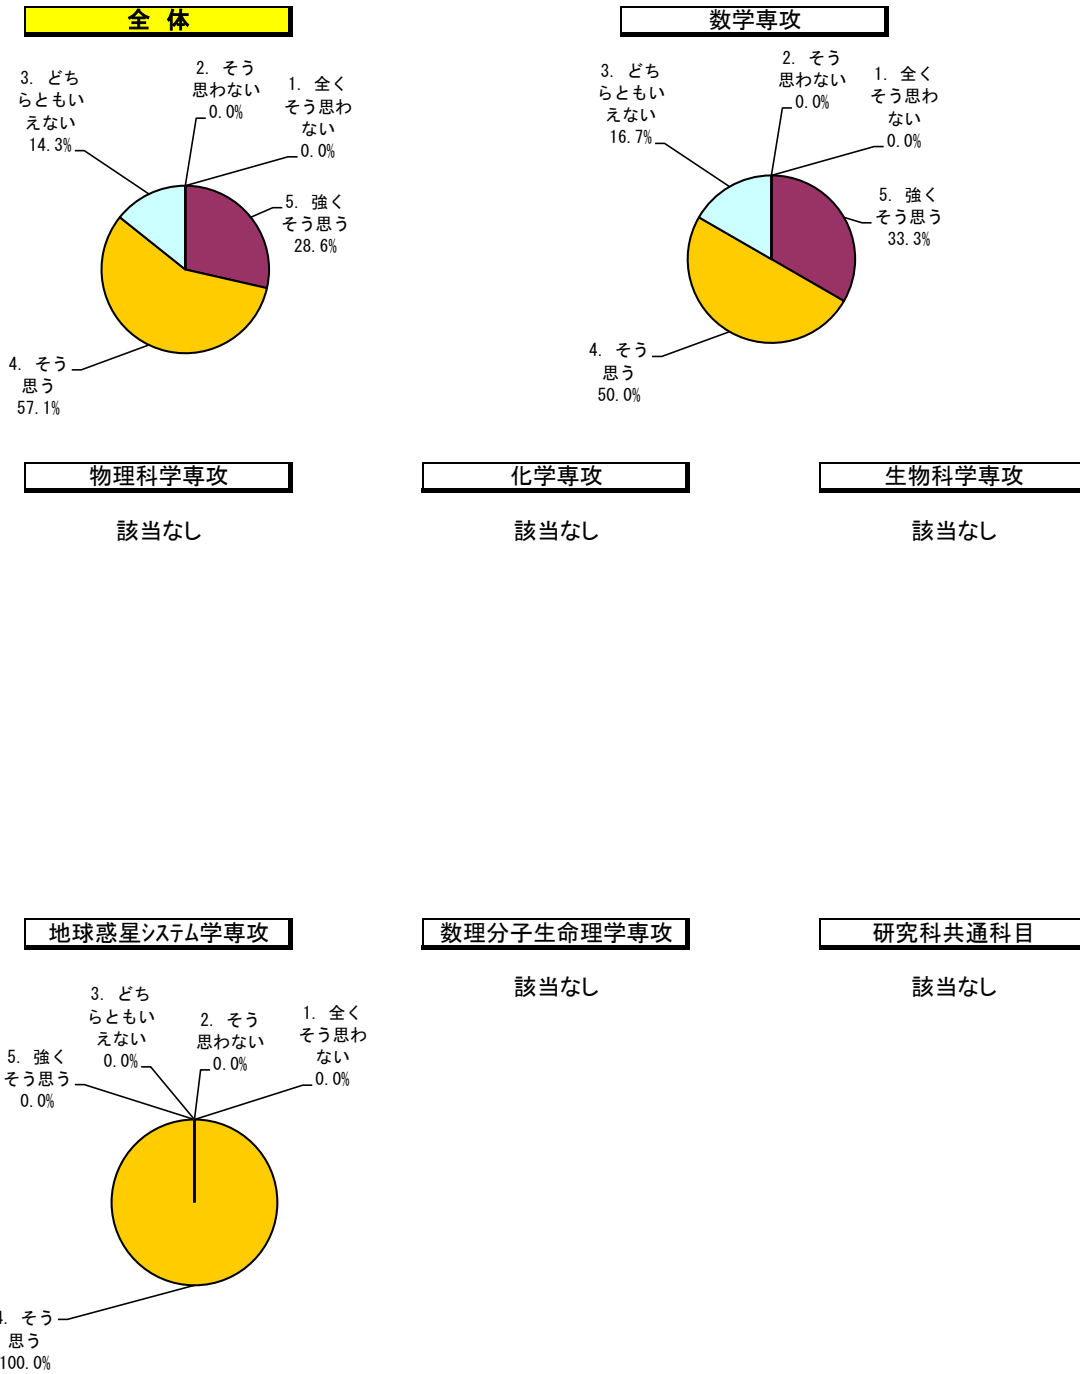 全 体
3. どち
らともい
えない
14.3%
2. そう
思わない
0.0%
1. 全く
そう思わ
ない
0.0%
5. 強く
そう思う
28.6%
4. そう
思う
57.1%
数学専攻
3. どち
らともい
えない
16.7%
2. そう
思わない
0.0%
1. 全く
そう思わ
ない
0.0%
5. 強く
そう思う
33.3%
4. そう
思う
50.0%
物理科学専攻
該当なし
化学専攻
該当なし
生物科学専攻
該当なし
地球惑星システム学専攻
5. 強く
そう思う
0.0%
3. どち
らともい
えない
0.0%
2. そう
思わない
0.0%
1. 全く
そう思わ
ない
0.0%
4. そう
思う
100.0%
数理分子生命理学専攻
該当なし
研究科共通科目
該当なし